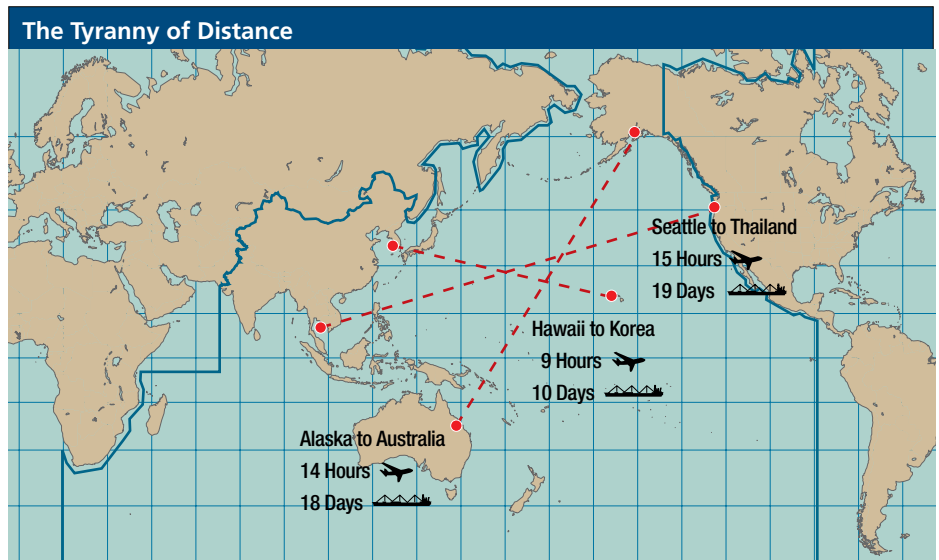 The Tyranny of Distance
Seattle to Thailand
15 Hours
19 Days
Hawaii to Korea
9 Hours
10 Days
Alaska to Australia
14 Hours
18 Days